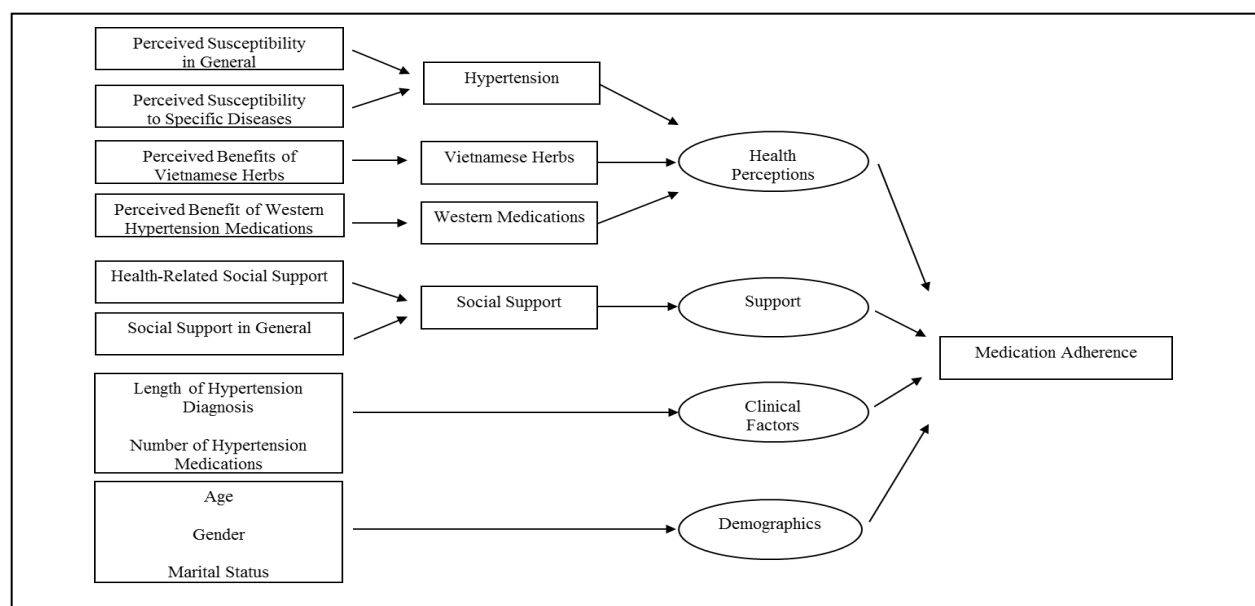 Perceived Susceptibility
in General
Perceived Susceptibility
to Specific Diseases
Perceived Benefits of
Vietnamese Herbs
Perceived Benefit of Western
Hypertension Medications
Health-Related Social Support
Social Support in General
Length of Hypertension
Diagnosis
Number of Hypertension
Medications
Age
Gender
Marital Status
Hypertension
Vietnamese Herbs
Western Medications
Social Support
Health
Perceptions
Support
Clinical
Factors
Demographics
Medication Adherence